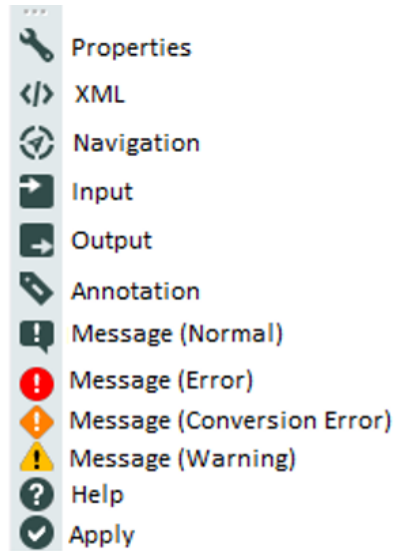 Properties
XML
Navigation
Input
Output
Annotation
Message (Normal)
Message (Error)
Message (Conversion Error)
Message (Warning)
Help
Apply